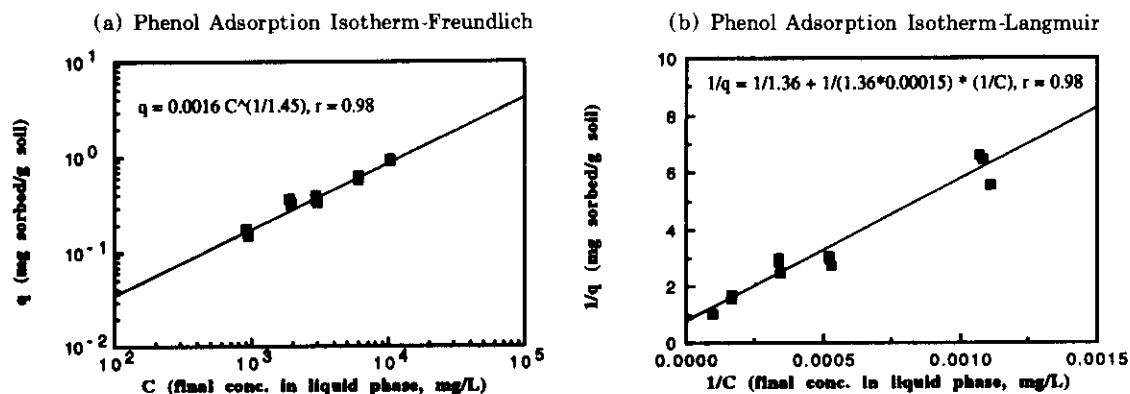 (a) Phenol Adsorption Isotherm-Freundlich
q = 0.0016 C^(1/1.45), r = 0.98
q (mg sorbed/g soil)
10^1
10^0
10^-1
10^-2
10^2
10^3
10^4
10^5
C (final conc. in liquid phase, mg/L)
(b) Phenol Adsorption Isotherm-Langmuir
1/q = 1/1.36 + 1/(1.36*0.00015) * (1/C), r = 0.98
1/q (mg sorbed/g soil)
10
8
6
4
2
0
0.0000
0.0005
0.0010
0.0015
1/C (final conc. in liquid phase, mg/L)